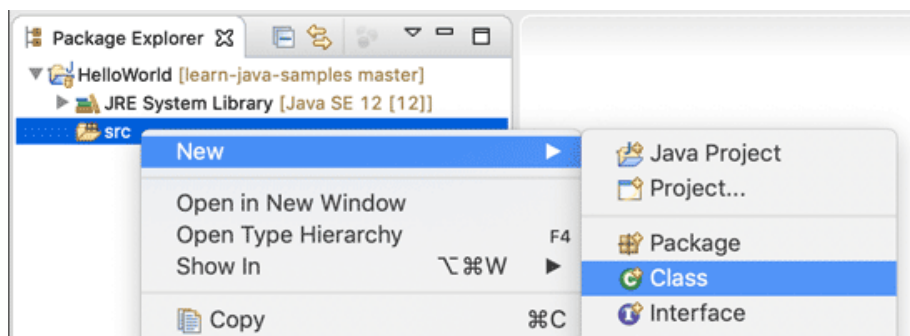 Package Explorer
HelloWorld [learn-java-samples master]
JRE System Library [Java SE 12 [12]]
src
New
Open in New Window
Open Type Hierarchy F4
Show In ⌥⌘W
Copy ⌘C
Java Project
Project...
Package
Class
Interface